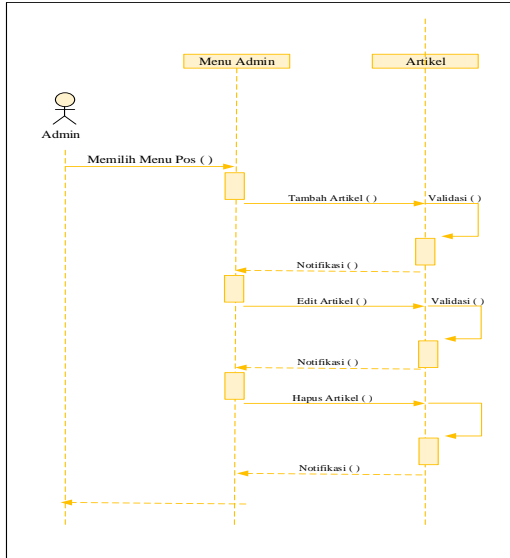 Menu Admin
Artikel
Admin
Memilih Menu Pos ( )
Tambah Artikel ( )
Validasi ( )
Notifikasi ( )
Edit Artikel ( )
Validasi ( )
Notifikasi ( )
Hapus Artikel ( )
Notifikasi ( )